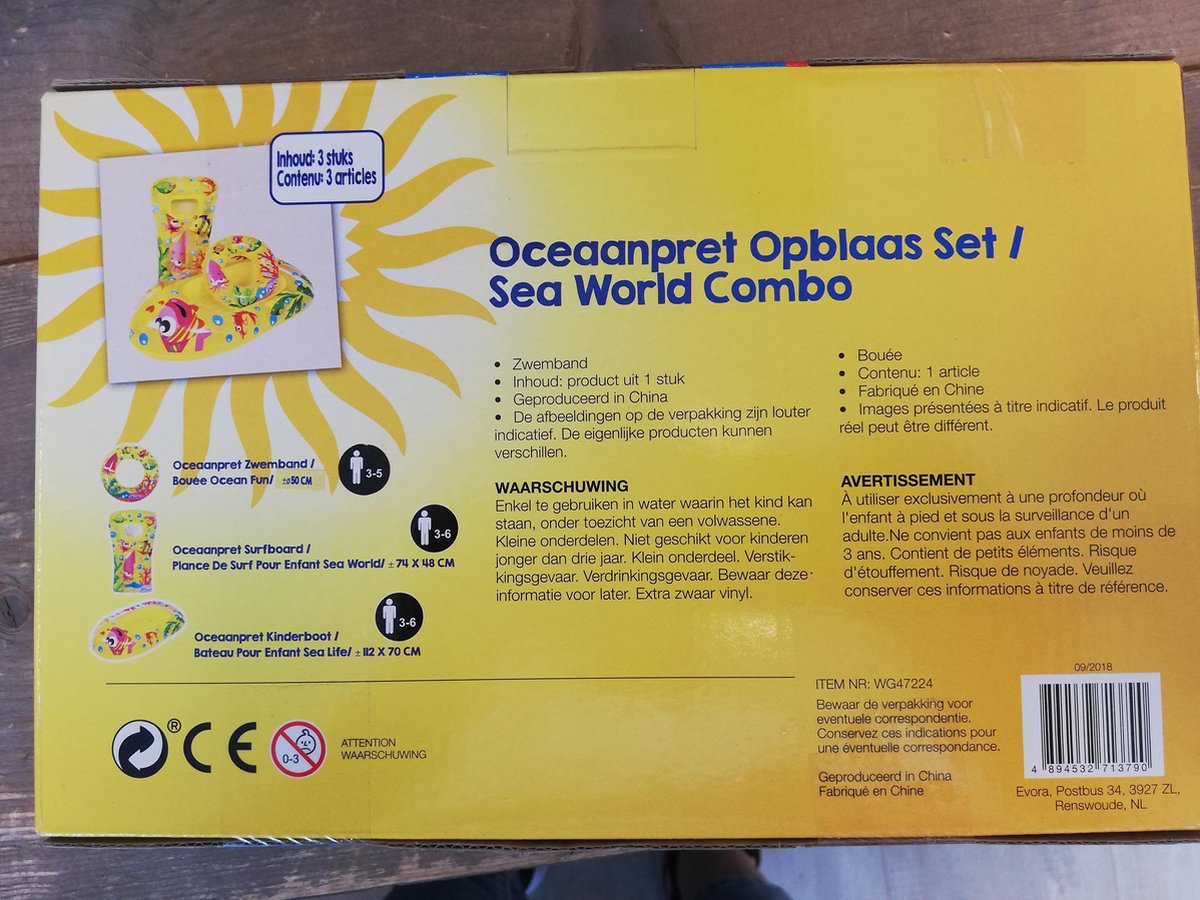 Inhoud: 3 stuks
Contenu: 3 articles
Oceaanpret Opblaas Set /
Sea World Combo
• Zwemband
• Inhoud: product uit 1 stuk
• Geproduceerd in China
• De afbeeldingen op de verpakking zijn louter
indicatief. De eigenlijke producten kunnen
verschillen.
• Bouée
• Contenu: 1 article
• Fabriqué en Chine
• Images présentées à titre indicatif. Le produit
réel peut être différent.
Oceaanpret Zwemband /
Bouée Ocean Fun/ ±ø50 CM
3-5
Oceaanpret Surfboard /
Plance De Surf Pour Enfant Sea World/ ± 74 X 48 CM
3-6
Oceaanpret Kinderboot /
Bateau Pour Enfant Sea Life/ ± 112 X 70 CM
3-6
WAARSCHUWING
Enkel te gebruiken in water waarin het kind kan
staan, onder toezicht van een volwassene.
Kleine onderdelen. Niet geschikt voor kinderen
jonger dan drie jaar. Klein onderdeel. Verstik-
kingsgevaar. Verdrinkingsgevaar. Bewaar deze
informatie voor later. Extra zwaar vinyl.
AVERTISSEMENT
À utiliser exclusivement à une profondeur où
l'enfant à pied et sous la surveillance d'un
adulte.Ne convient pas aux enfants de moins de
3 ans. Contient de petits éléments. Risque
d'étouffement. Risque de noyade. Veuillez
conserver ces informations à titre de référence.
® CE
0-3
ATTENTION
WAARSCHUWING
ITEM NR: WG47224
Bewaar de verpakking voor
eventuele correspondentie.
Conservez ces indications pour
une éventuelle correspondance.
Geproduceerd in China
Fabriqué en Chine
09/2018
4 894532 713790
Evora, Postbus 34, 3927 ZL,
Renswoude, NL